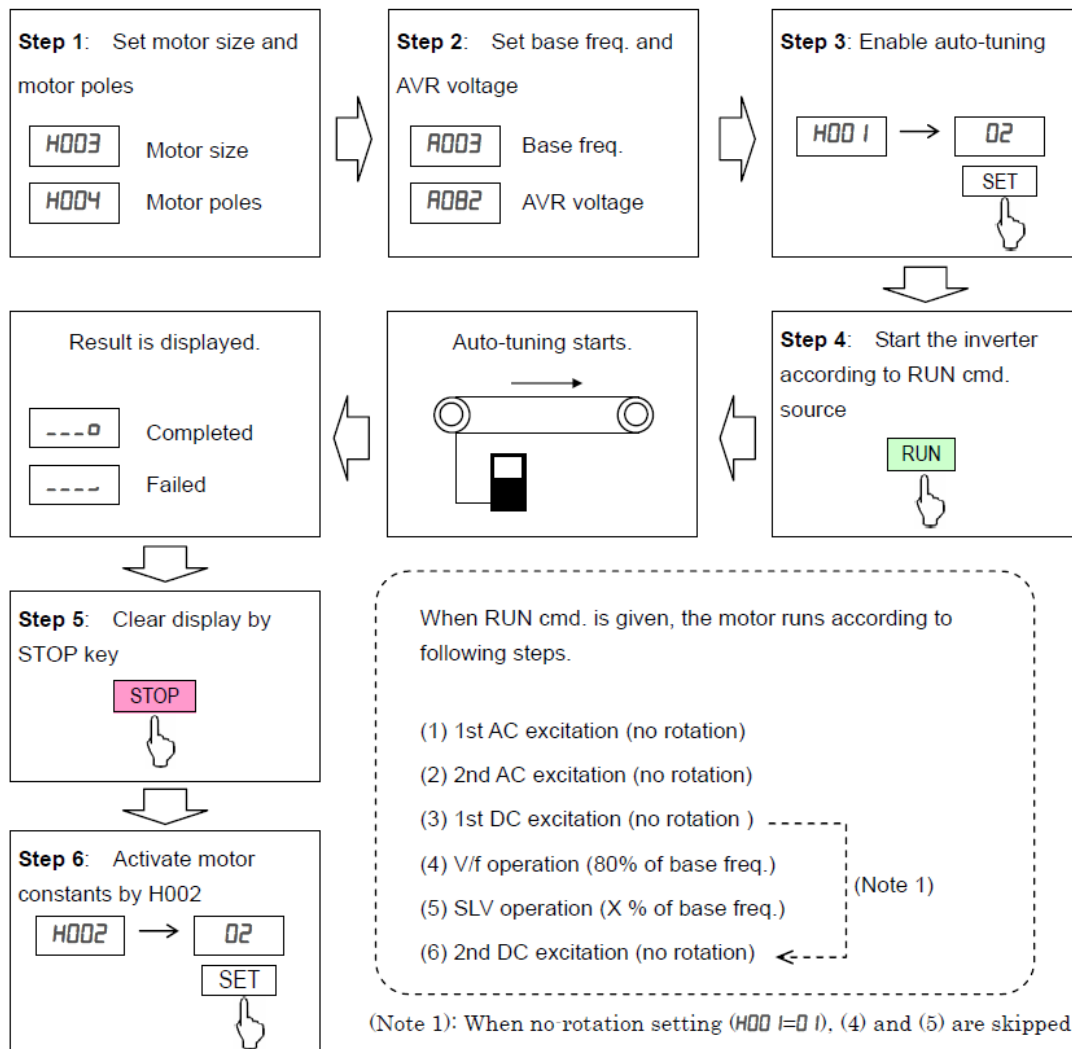 Step 1: Set motor size and
motor poles
H003 Motor size
H004 Motor poles
Step 2: Set base freq. and
AVR voltage
A003 Base freq.
A082 AVR voltage
Step 3: Enable auto-tuning
H001 → 02
SET
Step 4: Start the inverter
according to RUN cmd.
source
RUN
Auto-tuning starts.
Result is displayed.
Completed
Failed
Step 5: Clear display by
STOP key
STOP
Step 6: Activate motor
constants by H002
H002 → 02
SET
When RUN cmd. is given, the motor runs according to
following steps.
(1) 1st AC excitation (no rotation)
(2) 2nd AC excitation (no rotation)
(3) 1st DC excitation (no rotation )
(4) V/f operation (80% of base freq.)
(5) SLV operation (X % of base freq.)
(6) 2nd DC excitation (no rotation)
(Note 1)
(Note 1): When no-rotation setting (H001=01), (4) and (5) are skipped